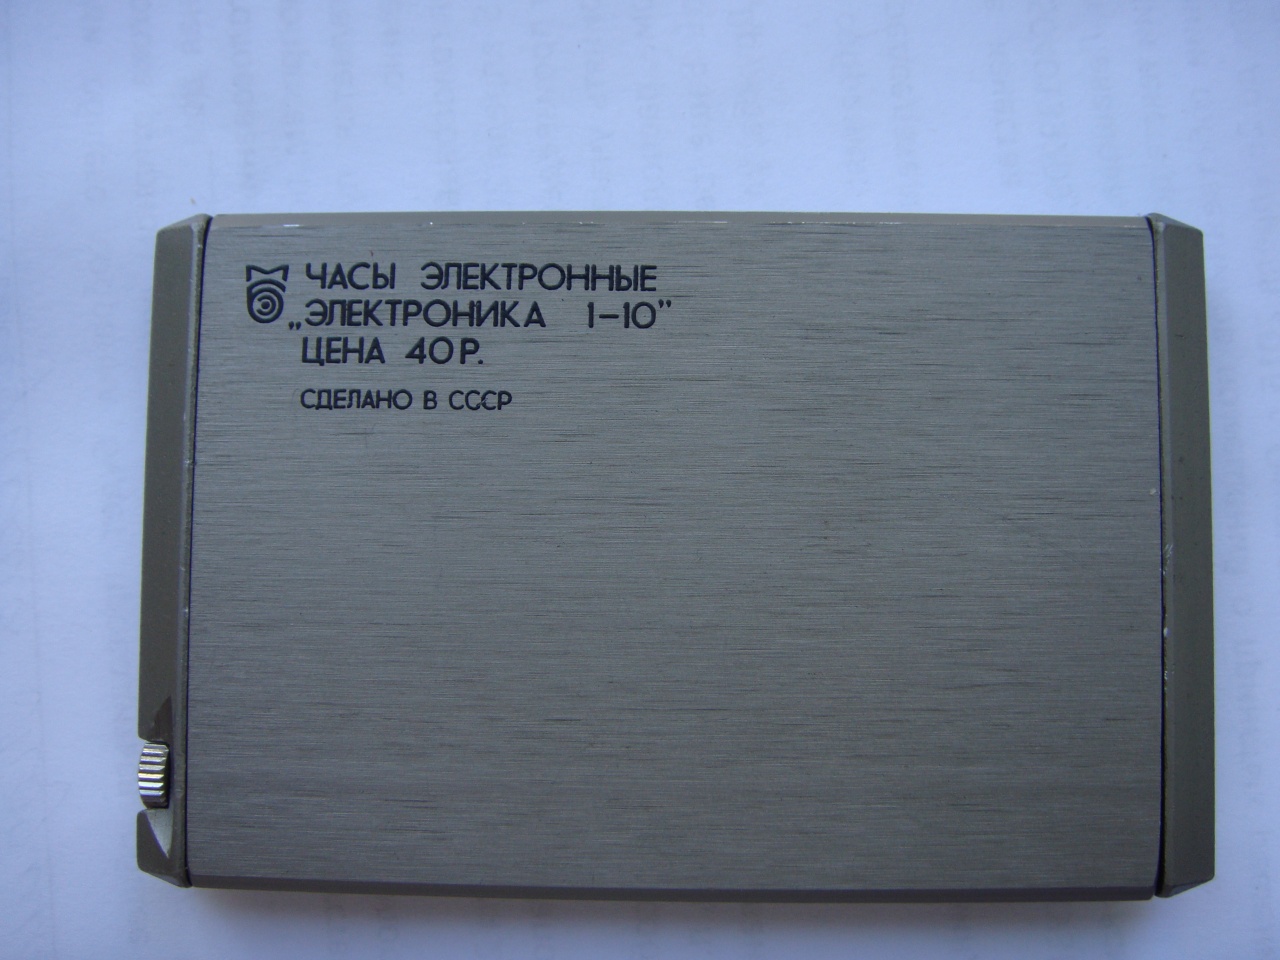 ЧАСЫ ЭЛЕКТРОННЫЕ
„ЭЛЕКТРОНИКА 1-10”
ЦЕНА 40Р.
СДЕЛАНО В СССР